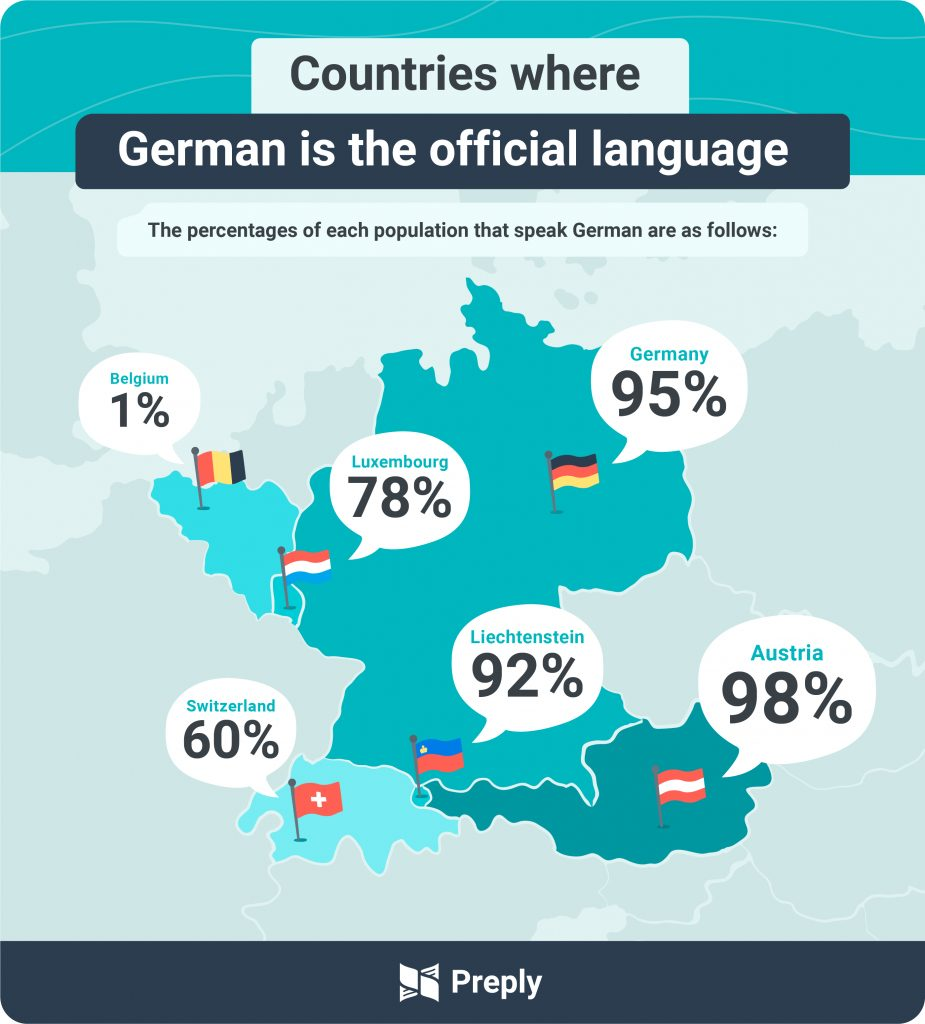 Countries where
German is the official language
The percentages of each population that speak German are as follows:
Germany
95%
Belgium
1%
Luxembourg
78%
Liechtenstein
92%
Austria
98%
Switzerland
60%
Preply